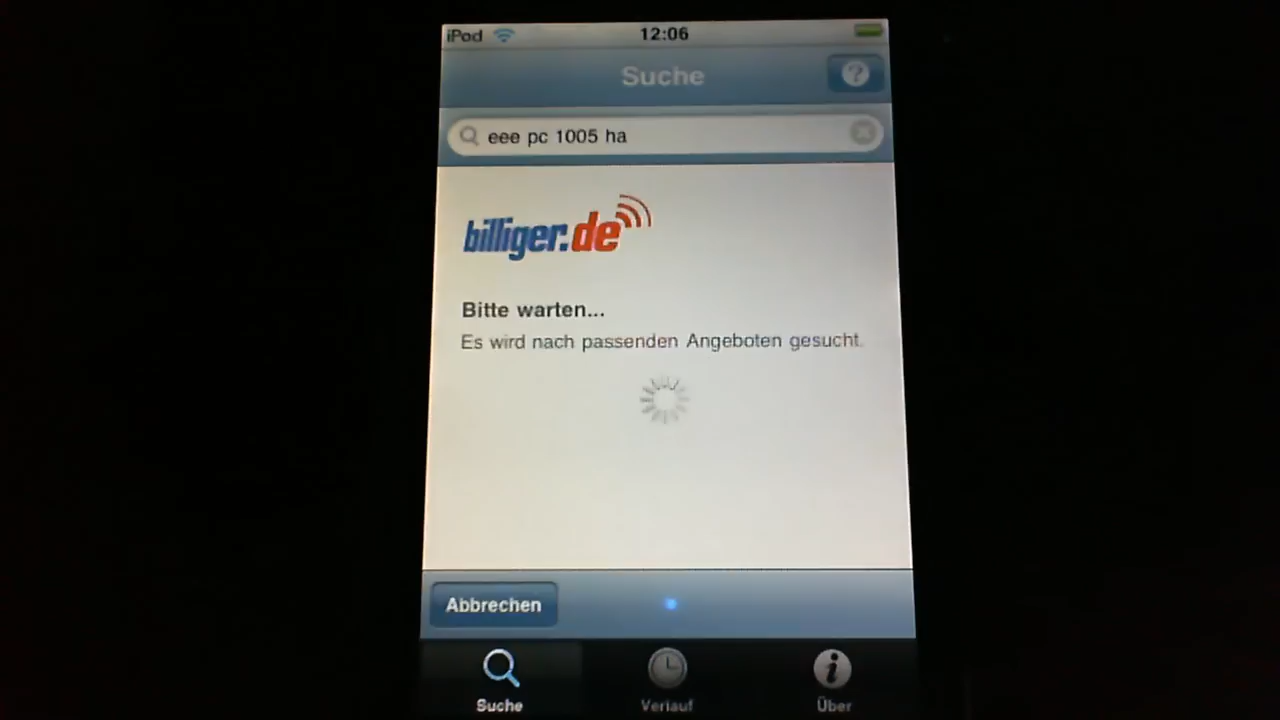 iPod 12:06
Suche
eee pc 1005 ha
billiger.de
Bitte warten...
Es wird nach passenden Angeboten gesucht.
Abbrechen
Suche Verlauf Über